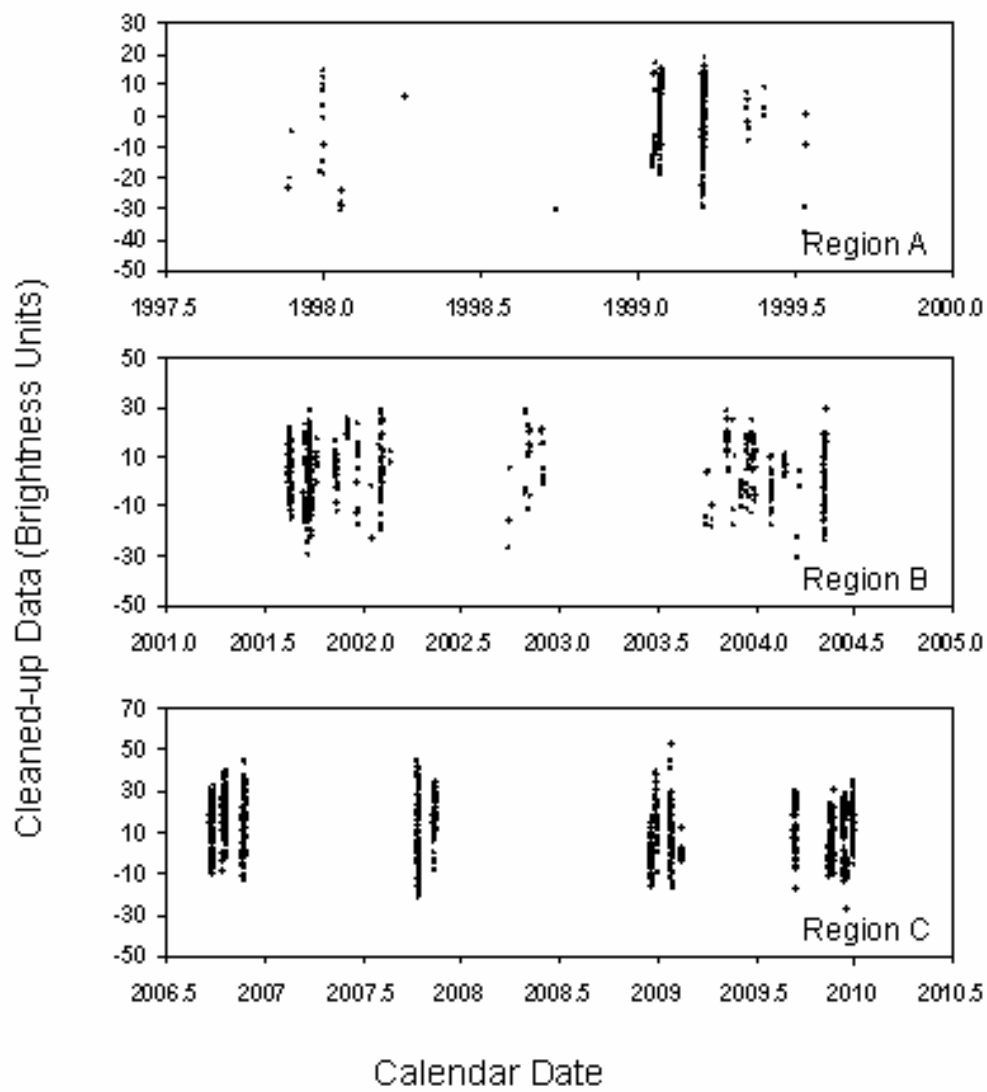 Cleaned-up Data (Brightness Units)
30
20
10
0
-10
-20
-30
-40
-50
Region A
1997.5 1998.0 1998.5 1999.0 1999.5 2000.0
50
30
10
-10
-30
-50
Region B
2001.0 2001.5 2002.0 2002.5 2003.0 2003.5 2004.0 2004.5 2005.0
70
50
30
10
-10
-30
-50
Region C
2006.5 2007 2007.5 2008 2008.5 2009 2009.5 2010 2010.5
Calendar Date